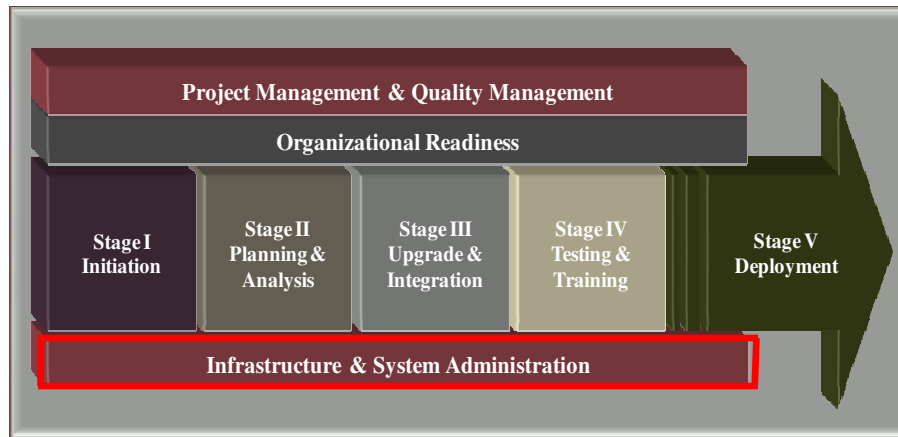 Project Management & Quality Management
Organizational Readiness
Stage I
Initiation
Stage II
Planning &
Analysis
Stage III
Upgrade &
Integration
Stage IV
Testing &
Training
Stage V
Deployment
Infrastructure & System Administration